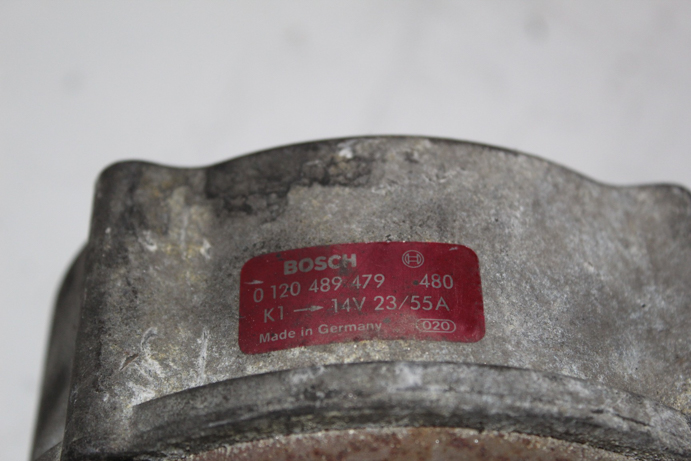 BOSCH
0 120 489 479 -480
K1 → 14V 23/55A
Made in Germany 020